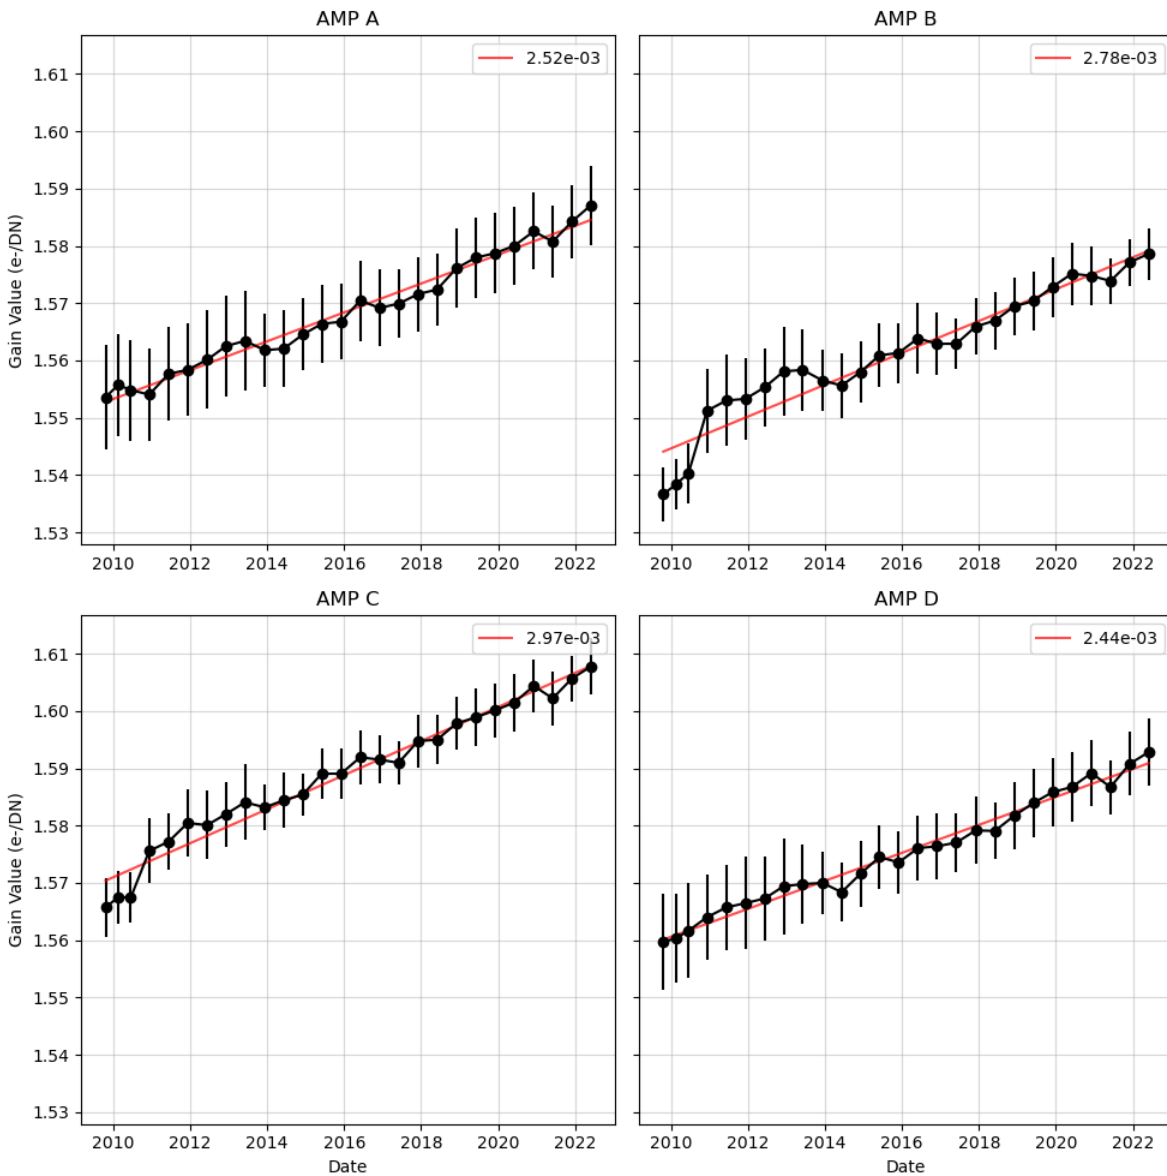 AMP A
AMP B
2.52e-03
2.78e-03
Gain Value (e-/DN)
1.61
1.60
1.59
1.58
1.57
1.56
1.55
1.54
1.53
2010 2012 2014 2016 2018 2020 2022
2010 2012 2014 2016 2018 2020 2022
AMP C
AMP D
2.97e-03
2.44e-03
Gain Value (e-/DN)
1.61
1.60
1.59
1.58
1.57
1.56
1.55
1.54
1.53
2010 2012 2014 2016 2018 2020 2022
2010 2012 2014 2016 2018 2020 2022
Date
Date